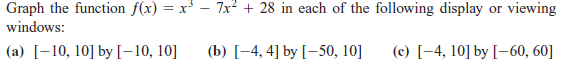 Graph the function f(x) = x³ − 7x² + 28 in each of the following display or viewing
windows:
(a) [−10, 10] by [−10, 10] (b) [−4, 4] by [−50, 10] (c) [−4, 10] by [−60, 60]